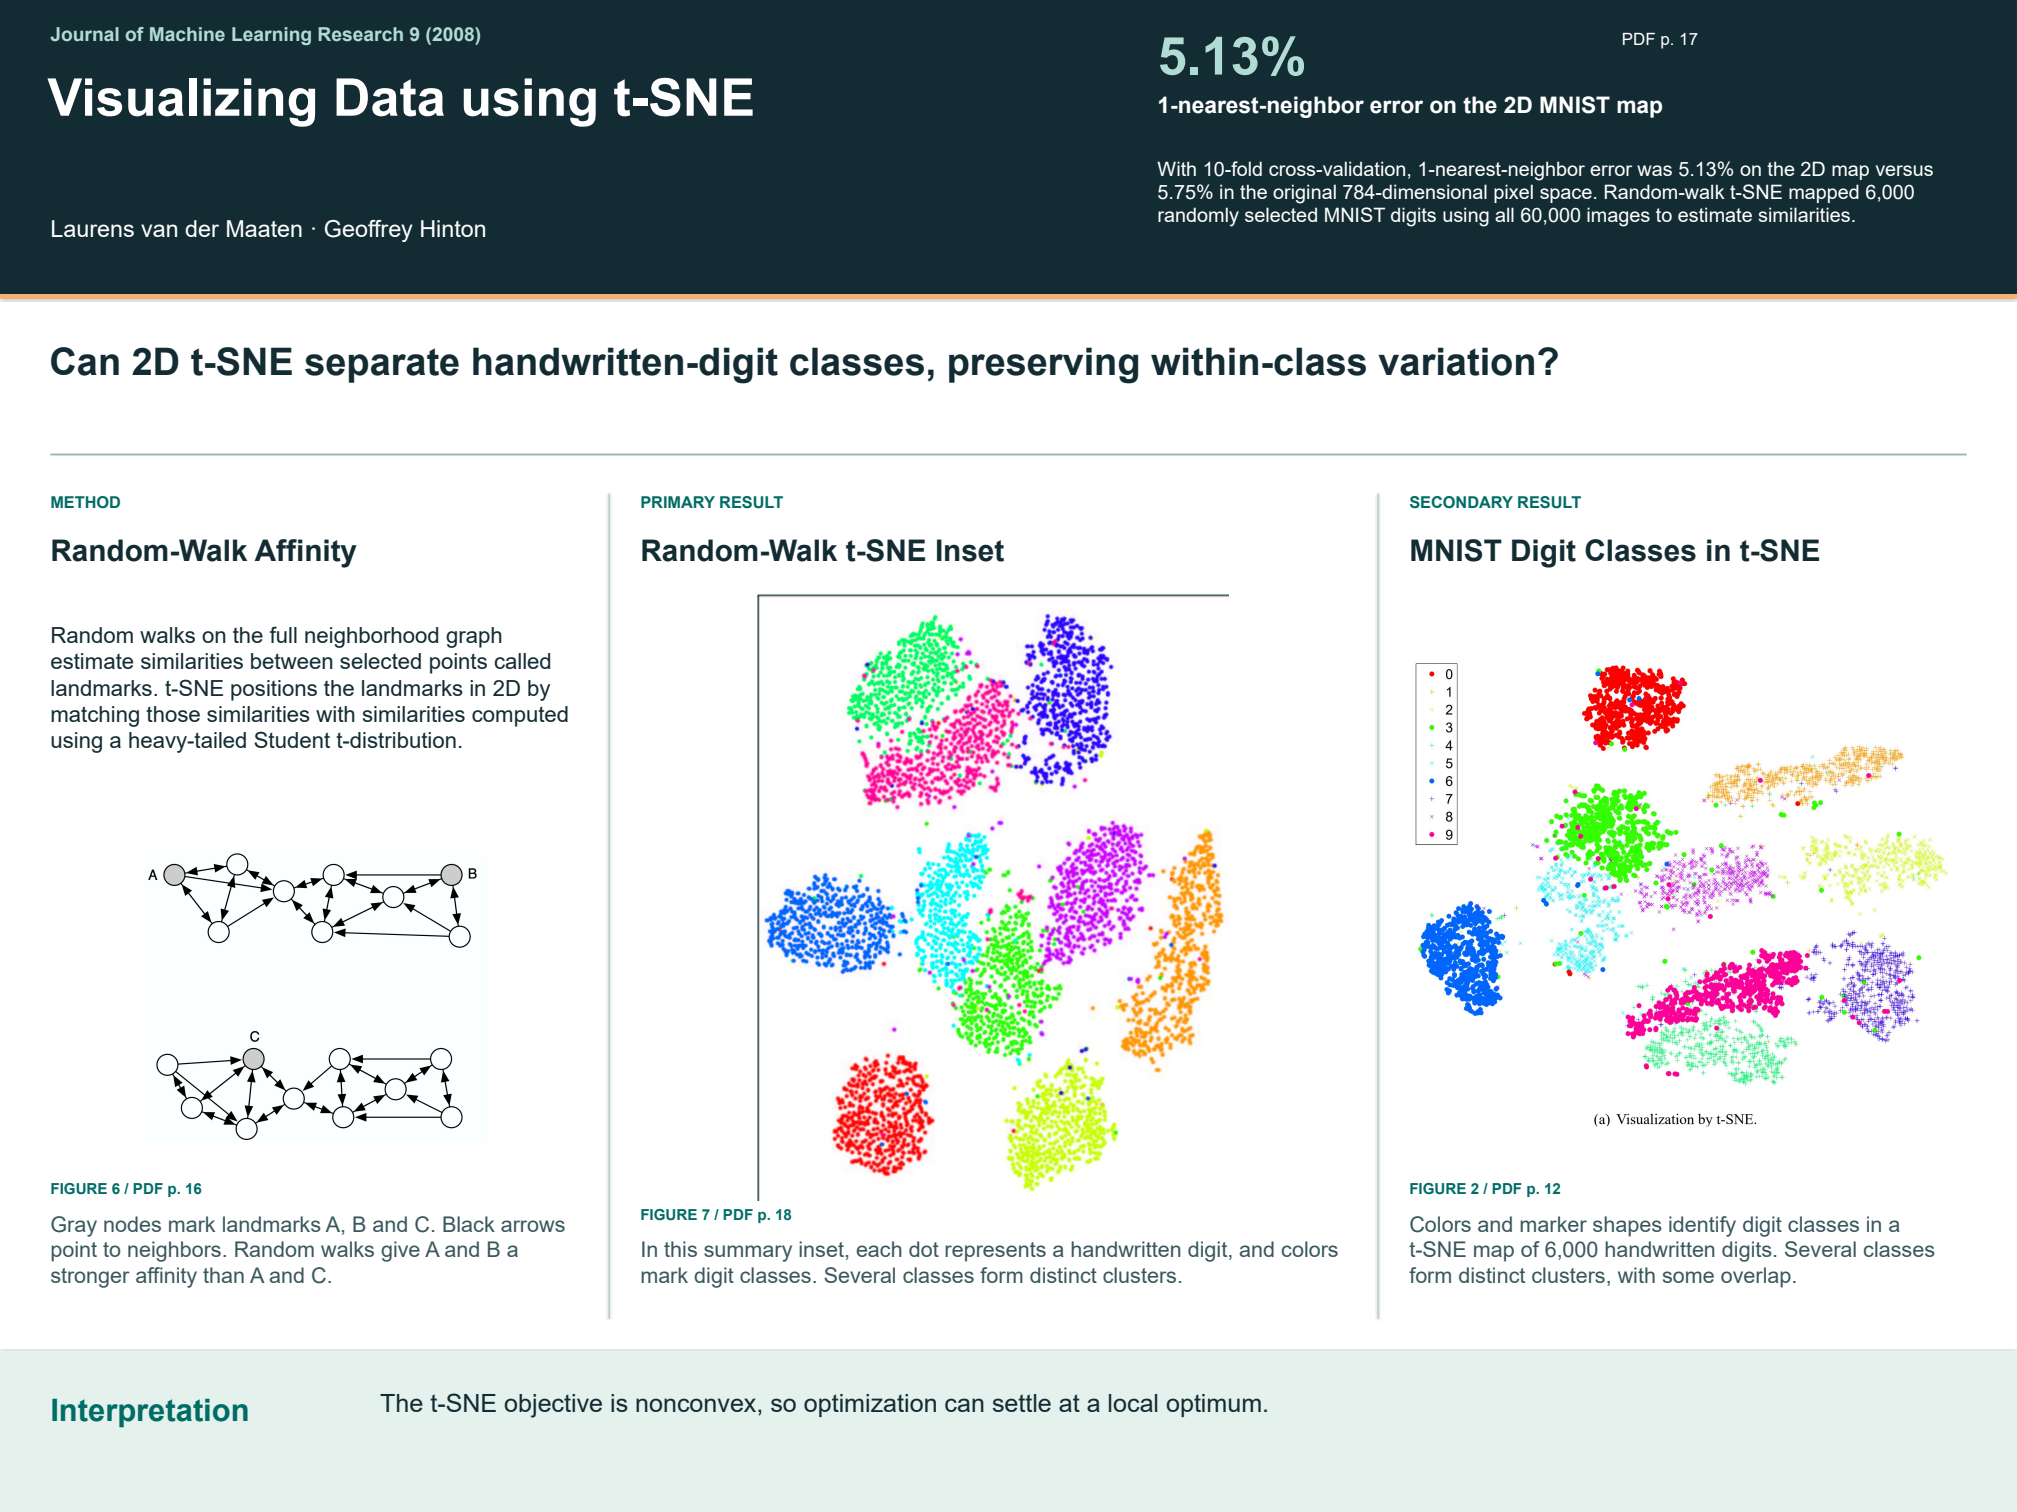 Journal of Machine Learning Research 9 (2008)
Visualizing Data using t-SNE
Laurens van der Maaten · Geoffrey Hinton
5.13%
PDF p. 17
1-nearest-neighbor error on the 2D MNIST map
With 10-fold cross-validation, 1-nearest-neighbor error was 5.13% on the 2D map versus
5.75% in the original 784-dimensional pixel space. Random-walk t-SNE mapped 6,000
randomly selected MNIST digits using all 60,000 images to estimate similarities.
Can 2D t-SNE separate handwritten-digit classes, preserving within-class variation?
METHOD
Random-Walk Affinity
Random walks on the full neighborhood graph
estimate similarities between selected points called
landmarks. t-SNE positions the landmarks in 2D by
matching those similarities with similarities computed
using a heavy-tailed Student t-distribution.
A
B
C
FIGURE 6 / PDF p. 16
Gray nodes mark landmarks A, B and C. Black arrows
point to neighbors. Random walks give A and B a
stronger affinity than A and C.
PRIMARY RESULT
Random-Walk t-SNE Inset
FIGURE 7 / PDF p. 18
In this summary inset, each dot represents a handwritten digit, and colors
mark digit classes. Several classes form distinct clusters.
SECONDARY RESULT
MNIST Digit Classes in t-SNE
0
1
2
3
4
5
6
7
8
9
(a) Visualization by t-SNE.
FIGURE 2 / PDF p. 12
Colors and marker shapes identify digit classes in a
t-SNE map of 6,000 handwritten digits. Several classes
form distinct clusters, with some overlap.
Interpretation
The t-SNE objective is nonconvex, so optimization can settle at a local optimum.